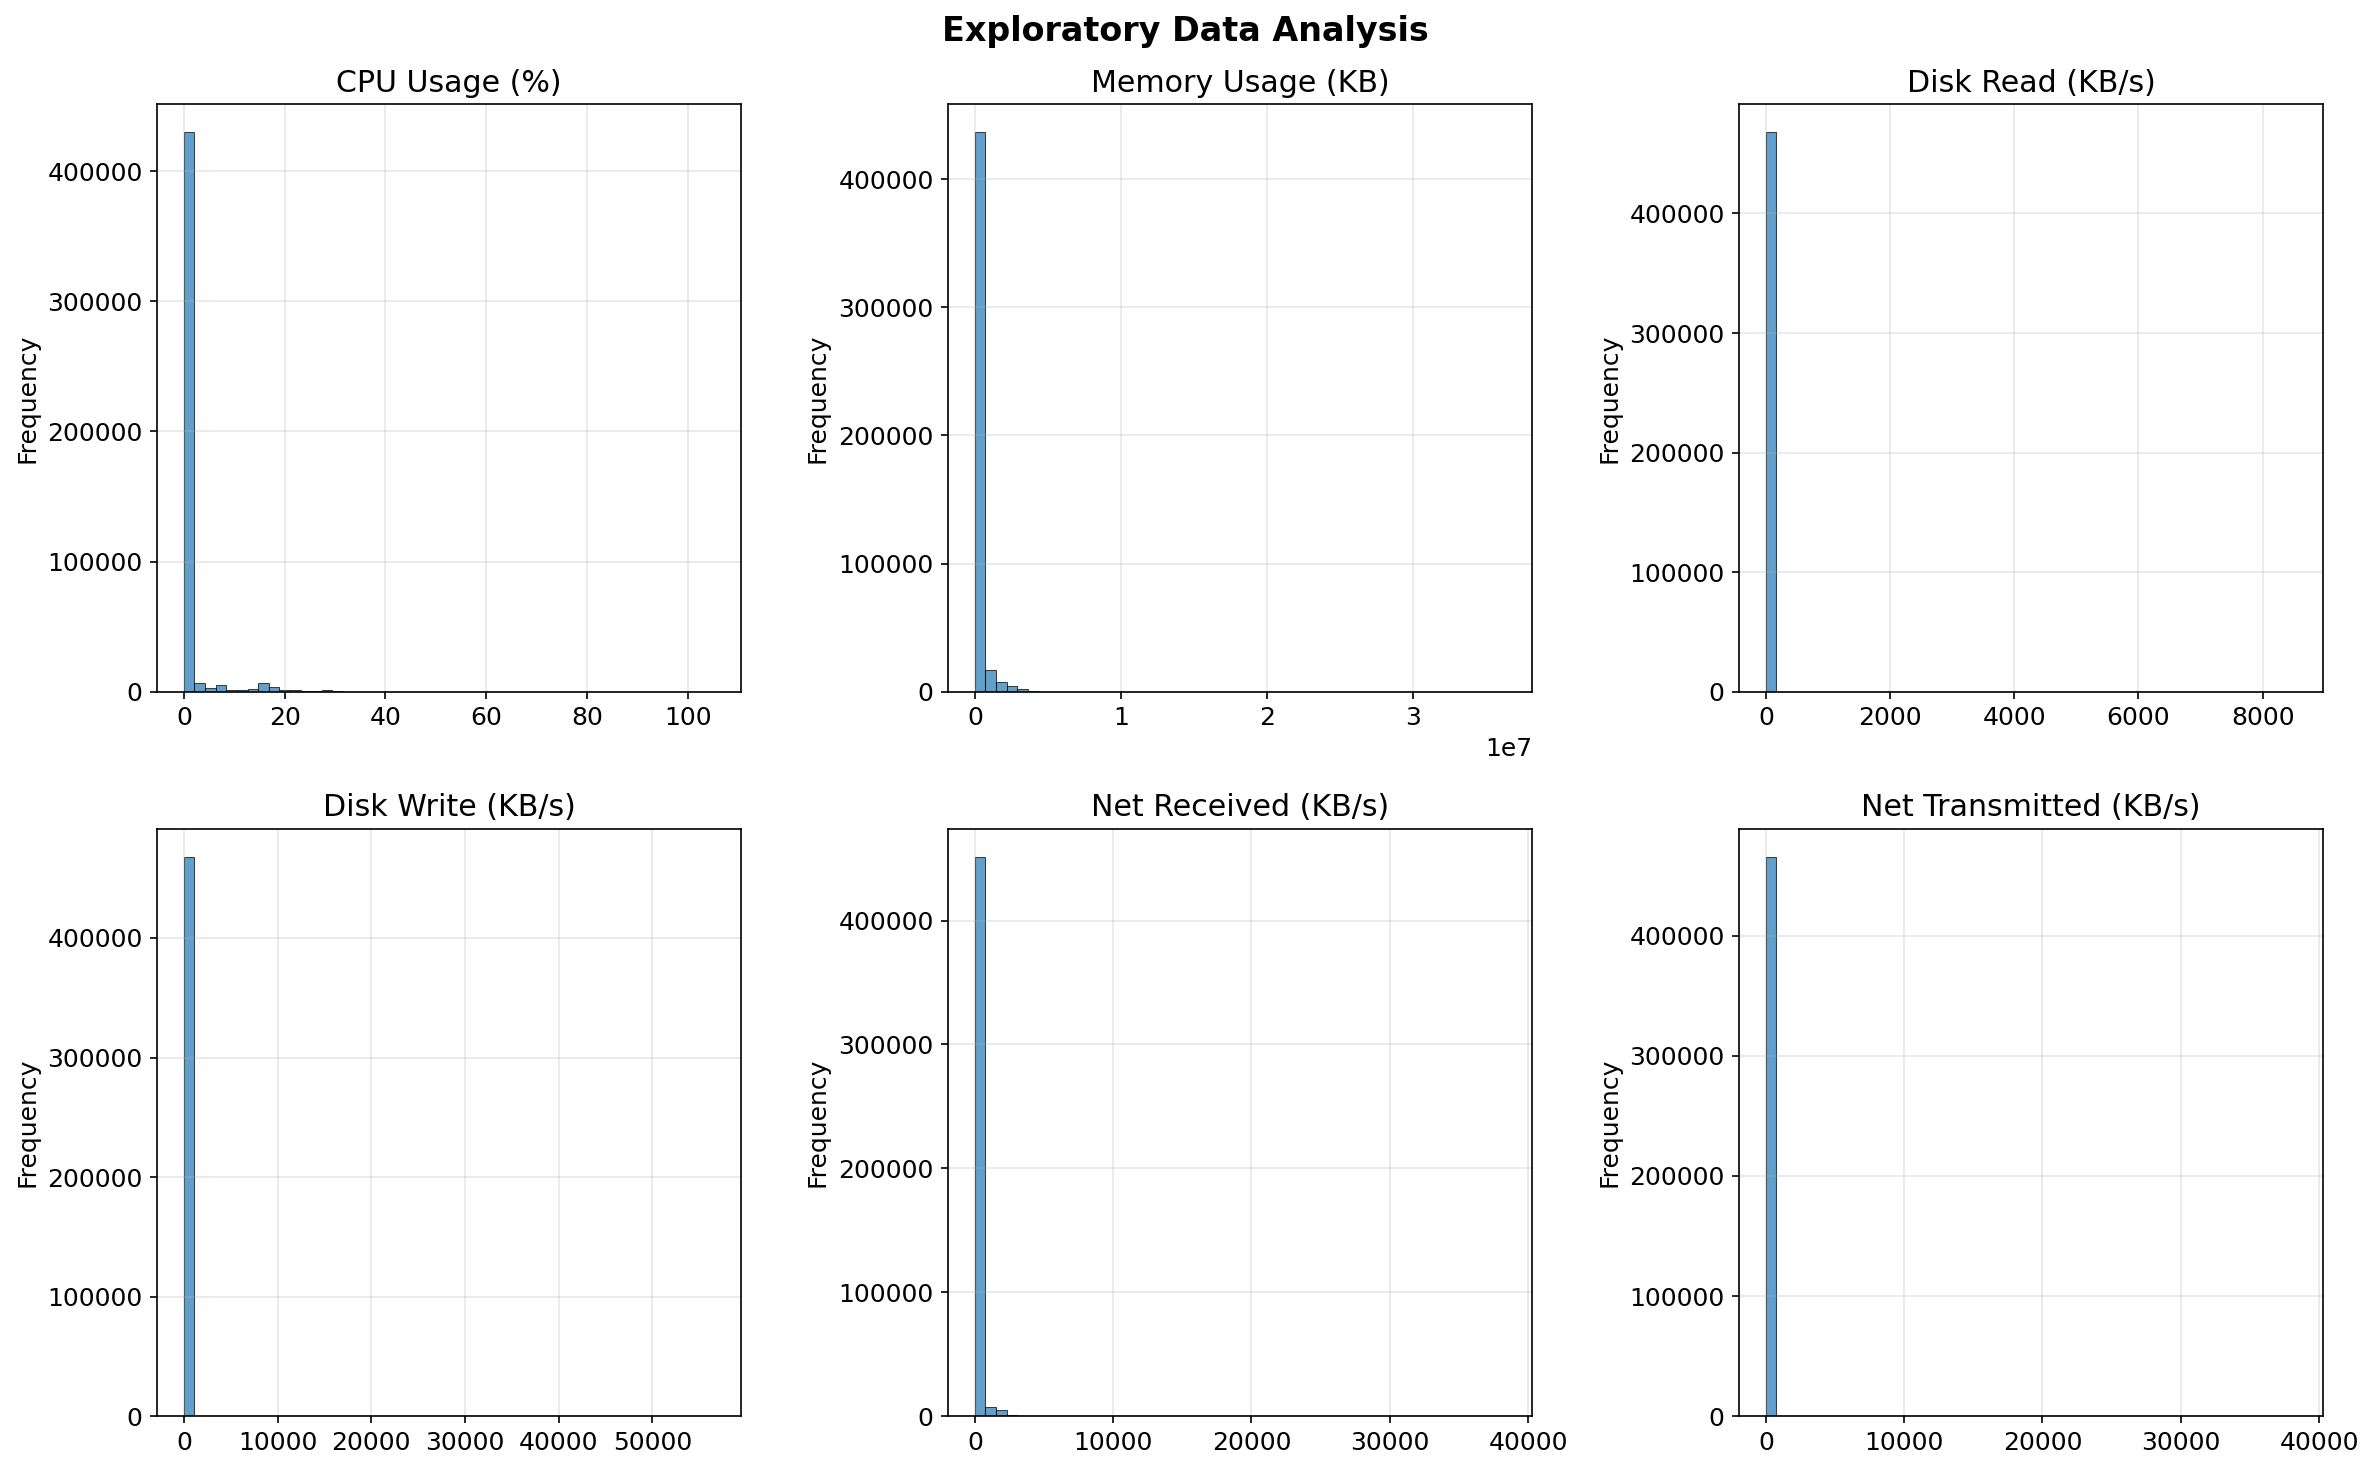 Exploratory Data Analysis
CPU Usage (%)
Frequency
400000
300000
200000
100000
0
0 20 40 60 80 100
Memory Usage (KB)
Frequency
400000
300000
200000
100000
0
0 1 2 3
1e7
Disk Read (KB/s)
Frequency
400000
300000
200000
100000
0
0 2000 4000 6000 8000
Disk Write (KB/s)
Frequency
400000
300000
200000
100000
0
0 10000 20000 30000 40000 50000
Net Received (KB/s)
Frequency
400000
300000
200000
100000
0
0 10000 20000 30000 40000
Net Transmitted (KB/s)
Frequency
400000
300000
200000
100000
0
0 10000 20000 30000 40000